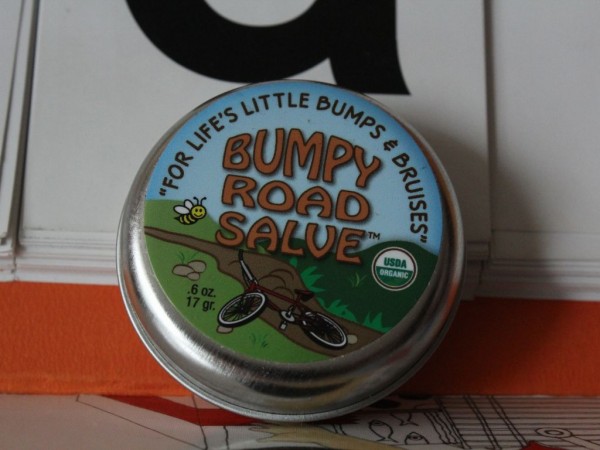 "FOR LIFE'S LITTLE BUMPS & BRUISES"
BUMPY
ROAD
SALVE™
USDA
ORGANIC
.6 oz.
17 gr.